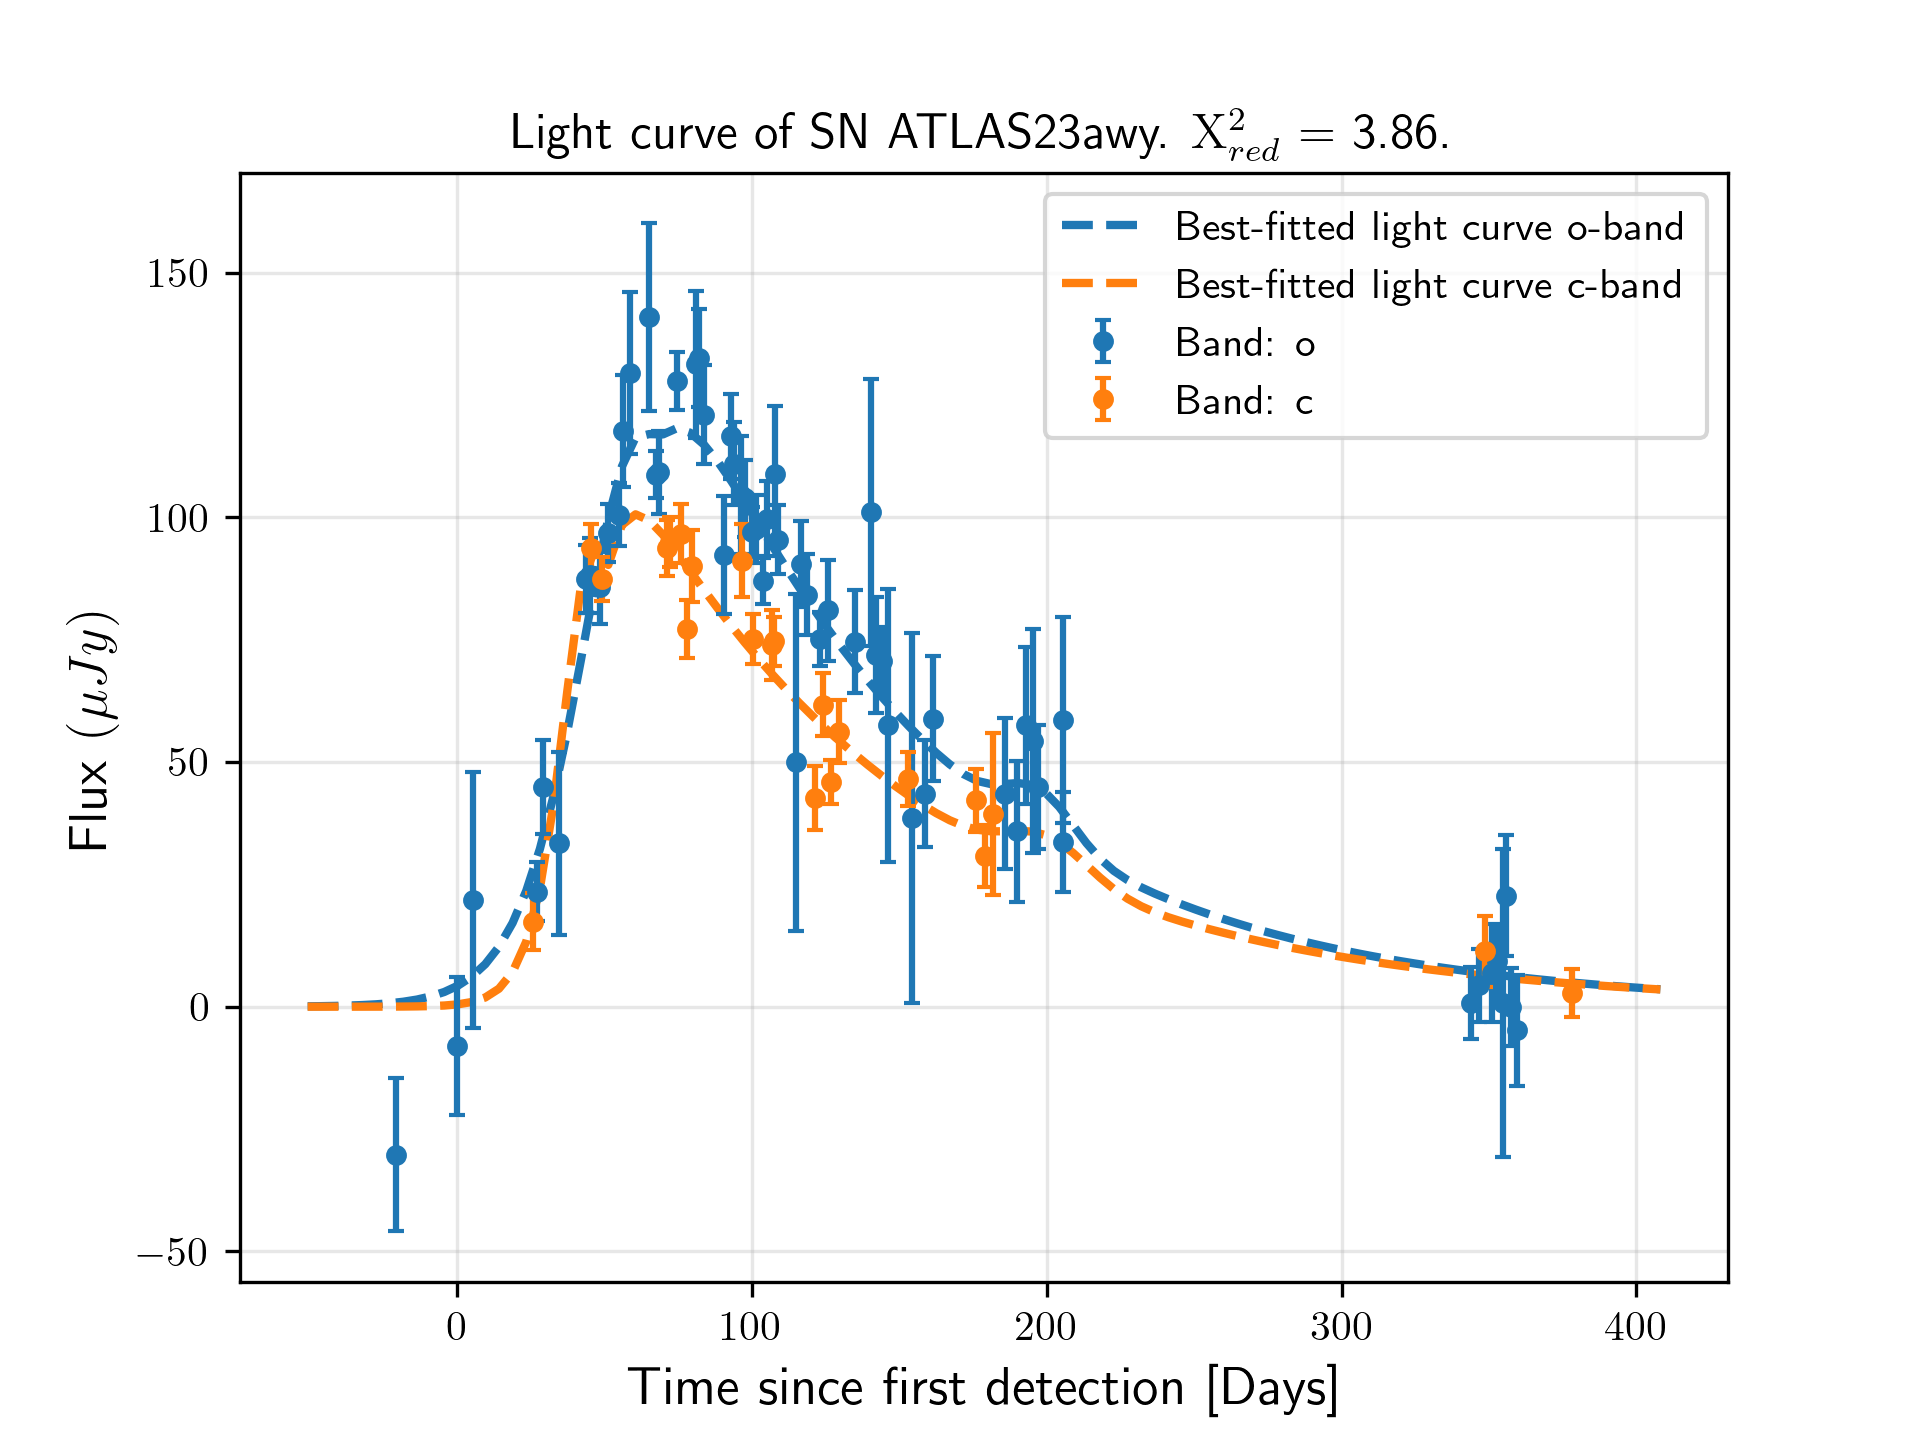 Light curve of SN ATLAS23awy. X²_red = 3.86.
Best-fitted light curve o-band
Best-fitted light curve c-band
Band: o
Band: c
150
100
50
0
−50
Flux (μJy)
0 100 200 300 400
Time since first detection [Days]